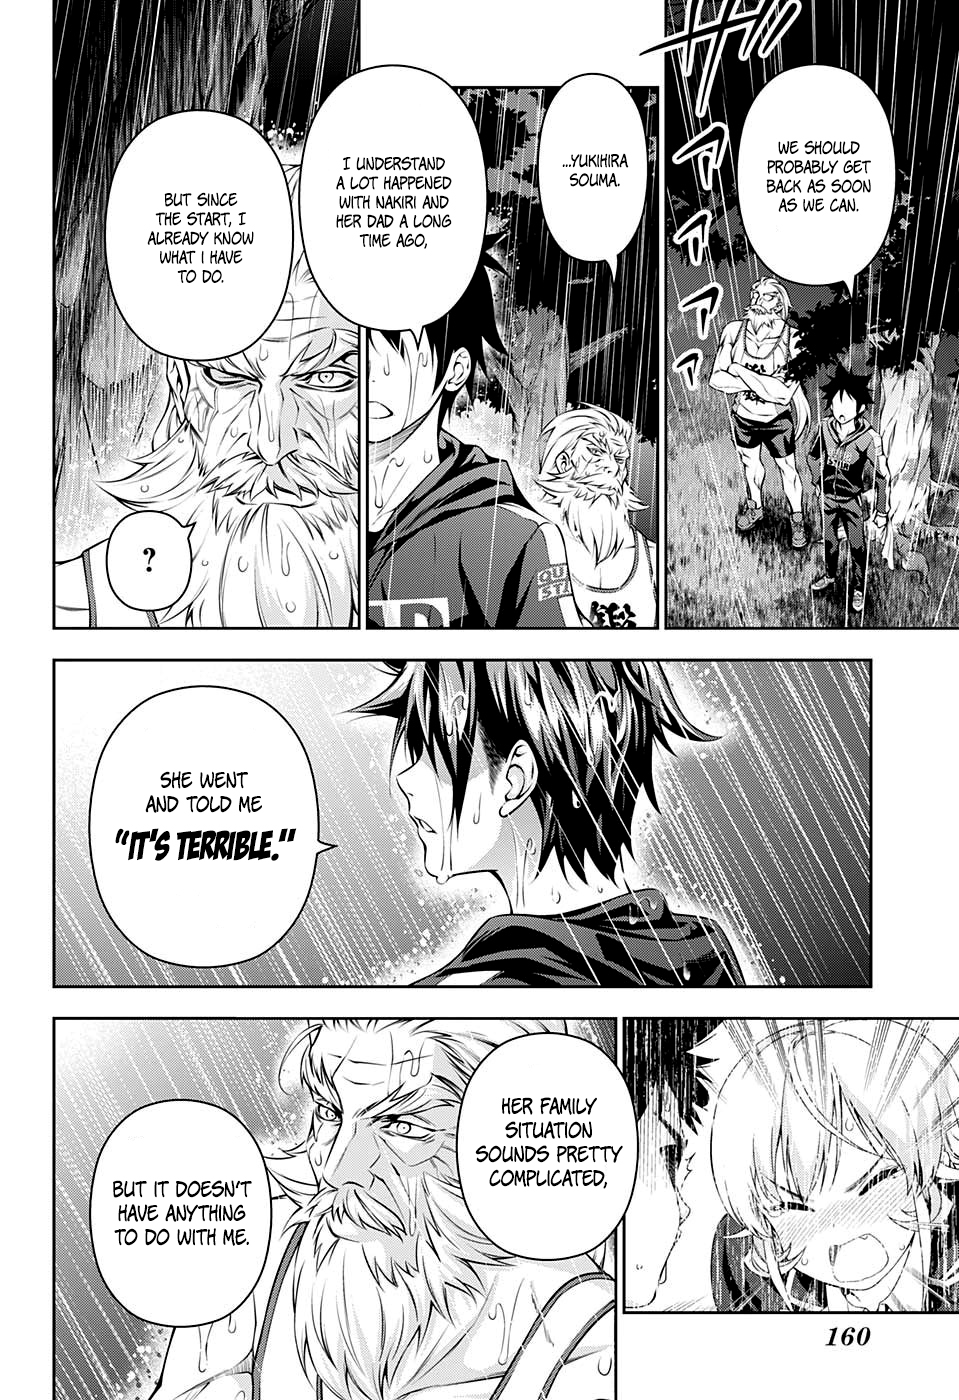 WE SHOULD
PROBABLY GET
BACK AS SOON
AS WE CAN.
...YUKIHIRA
SOUMA.
I UNDERSTAND
A LOT HAPPENED
WITH NAKIRI AND
HER DAD A LONG
TIME AGO,
BUT SINCE
THE START, I
ALREADY KNOW
WHAT I HAVE
TO DO.
?
SHE WENT
AND TOLD ME
"IT'S TERRIBLE."
HER FAMILY
SITUATION
SOUNDS PRETTY
COMPLICATED,
BUT IT DOESN'T
HAVE ANYTHING
TO DO WITH ME.
160